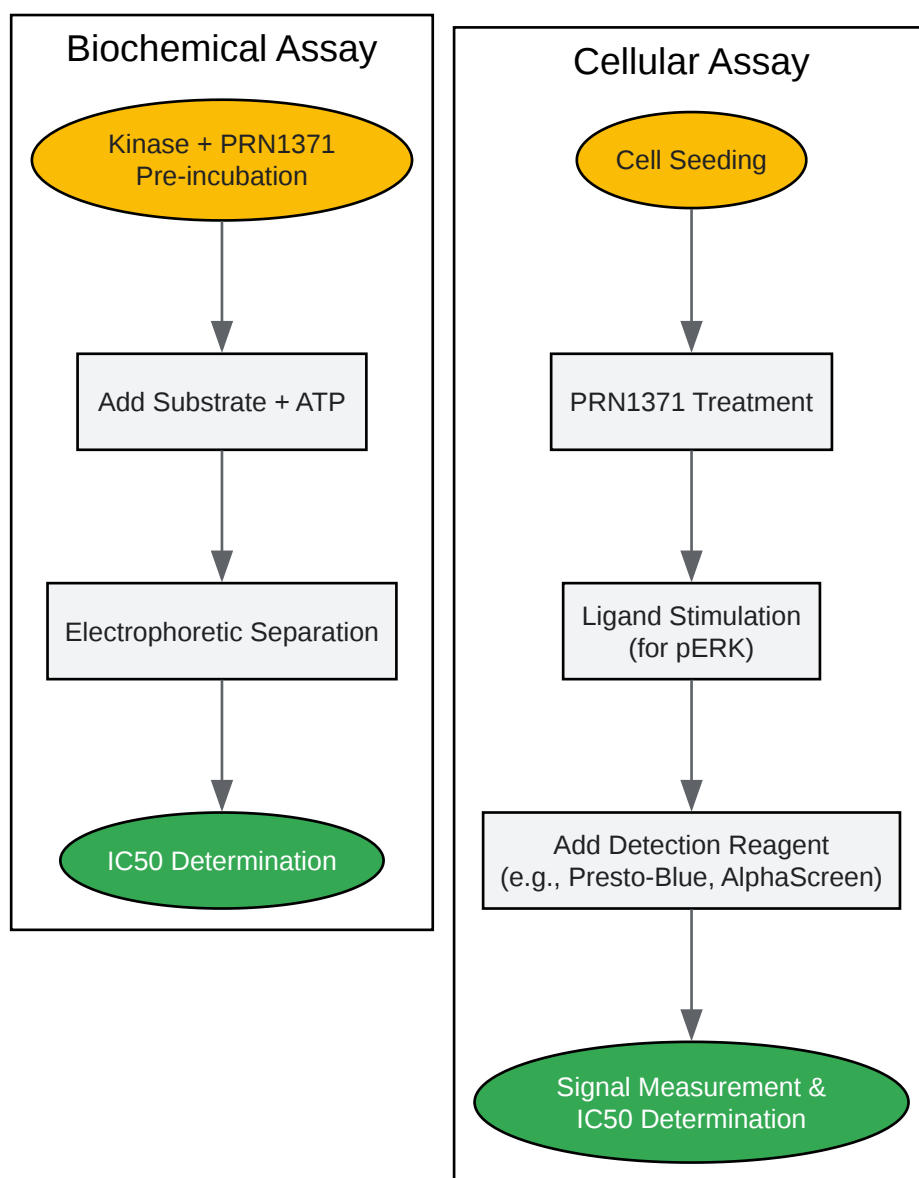 Biochemical Assay
Kinase + PRN1371
Pre-incubation
Add Substrate + ATP
Electrophoretic Separation
IC50 Determination
Cellular Assay
Cell Seeding
PRN1371 Treatment
Ligand Stimulation
(for pERK)
Add Detection Reagent
(e.g., Presto-Blue, AlphaScreen)
Signal Measurement &
IC50 Determination